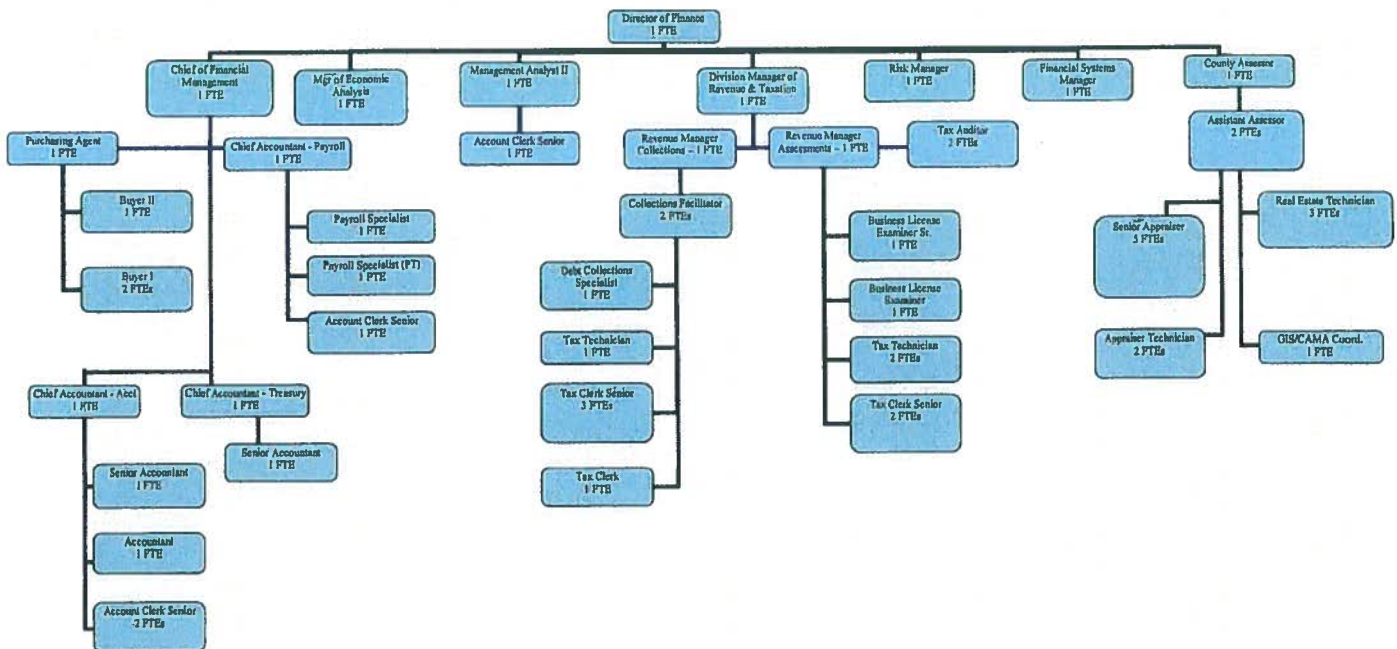 Director of Finance
1 FTE
Chief of Financial
Management
1 FTE
Mgr of Economic
Analysis
1 FTE
Management Analyst II
1 FTE
Division Manager of
Revenue & Taxation
1 FTE
Risk Manager
1 FTE
Financial Systems
Manager
1 FTE
County Assessor
1 FTE
Purchasing Agent
1 FTE
Chief Accountant - Payroll
1 FTE
Account Clerk Senior
1 FTE
Revenue Manager
Collections – 1 FTE
Revenue Manager
Assessments – 1 FTE
Tax Auditor
2 FTEs
Assistant Assessor
2 FTEs
Buyer II
1 FTE
Buyer I
2 FTEs
Payroll Specialist
1 FTE
Payroll Specialist (PT)
1 FTE
Account Clerk Senior
1 FTE
Collections Facilitator
2 FTEs
Debt Collections
Specialist
1 FTE
Tax Technician
1 FTE
Tax Clerk Senior
3 FTEs
Tax Clerk
1 FTE
Business License
Examiner Sr.
1 FTE
Business License
Examiner
1 FTE
Tax Technician
2 FTEs
Tax Clerk Senior
2 FTEs
Senior Appraiser
5 FTEs
Real Estate Technician
3 FTEs
Appraiser Technician
2 FTEs
GIS/CAMA Coord.
1 FTE
Chief Accountant - Acct
1 FTE
Chief Accountant - Treasury
1 FTE
Senior Accountant
1 FTE
Senior Accountant
1 FTE
Accountant
1 FTE
Account Clerk Senior
-2 FTEs